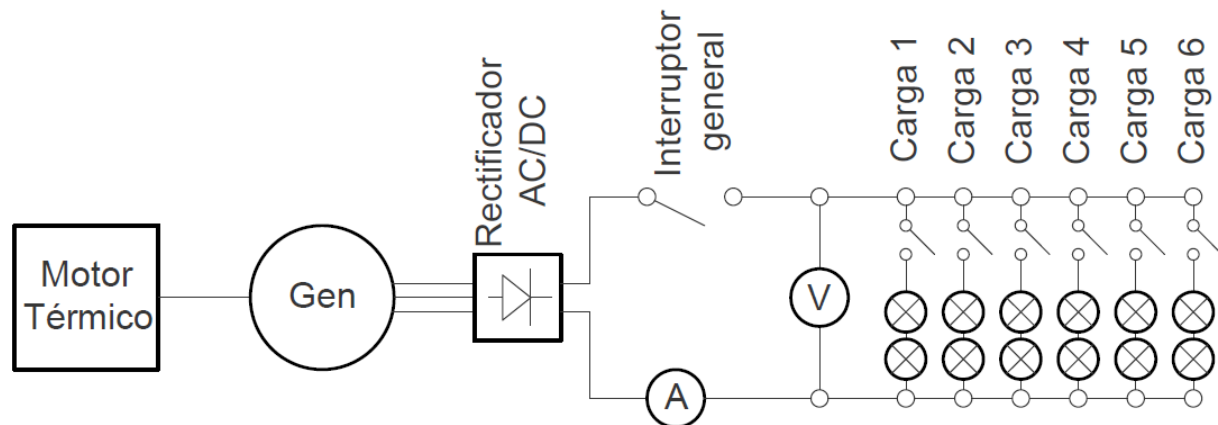 Motor
Térmico
Gen
Rectificador
AC/DC
Interruptor
general
V
A
Carga 1
Carga 2
Carga 3
Carga 4
Carga 5
Carga 6